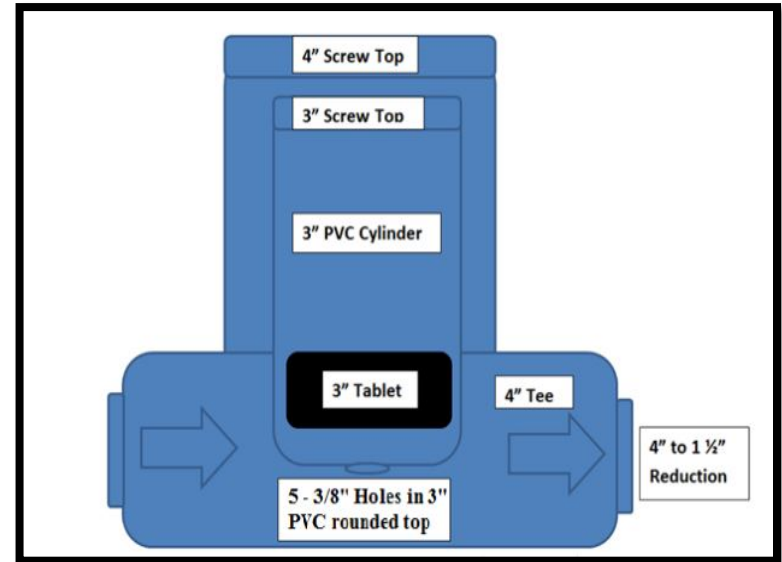 4” Screw Top
3” Screw Top
3” PVC Cylinder
3” Tablet
4” Tee
4” to 1 ½”
Reduction
5 - 3/8" Holes in 3"
PVC rounded top